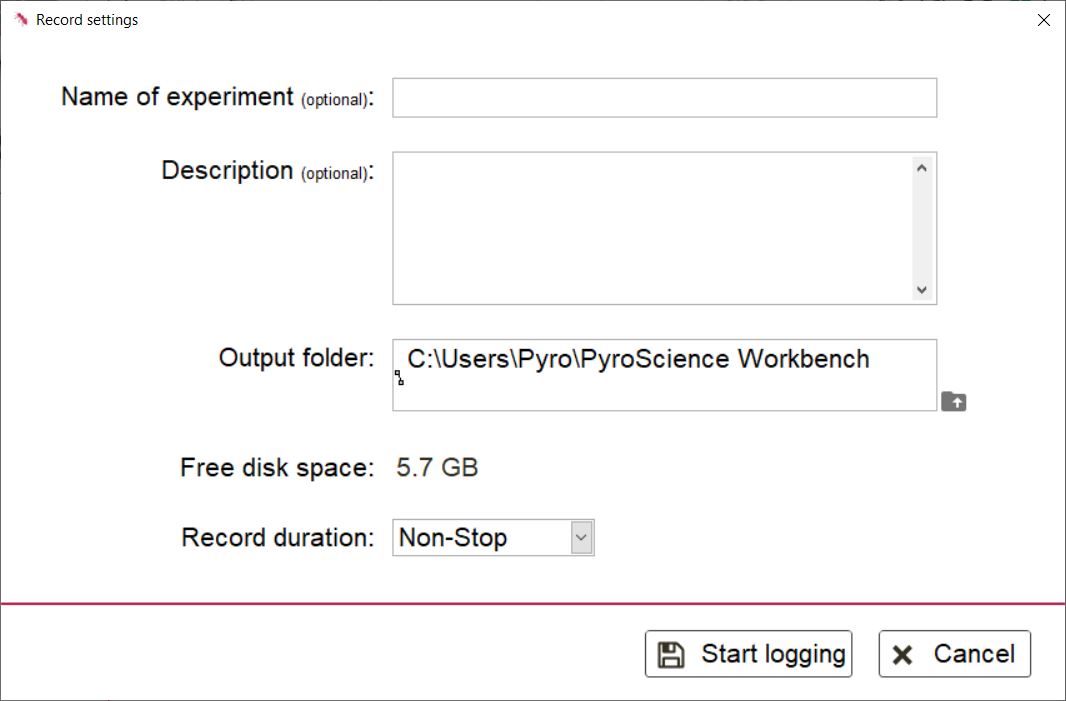 Record settings
Name of experiment (optional):
Description (optional):
Output folder: C:\Users\Pyro\PyroScience Workbench
Free disk space: 5.7 GB
Record duration: Non-Stop
Start logging Cancel